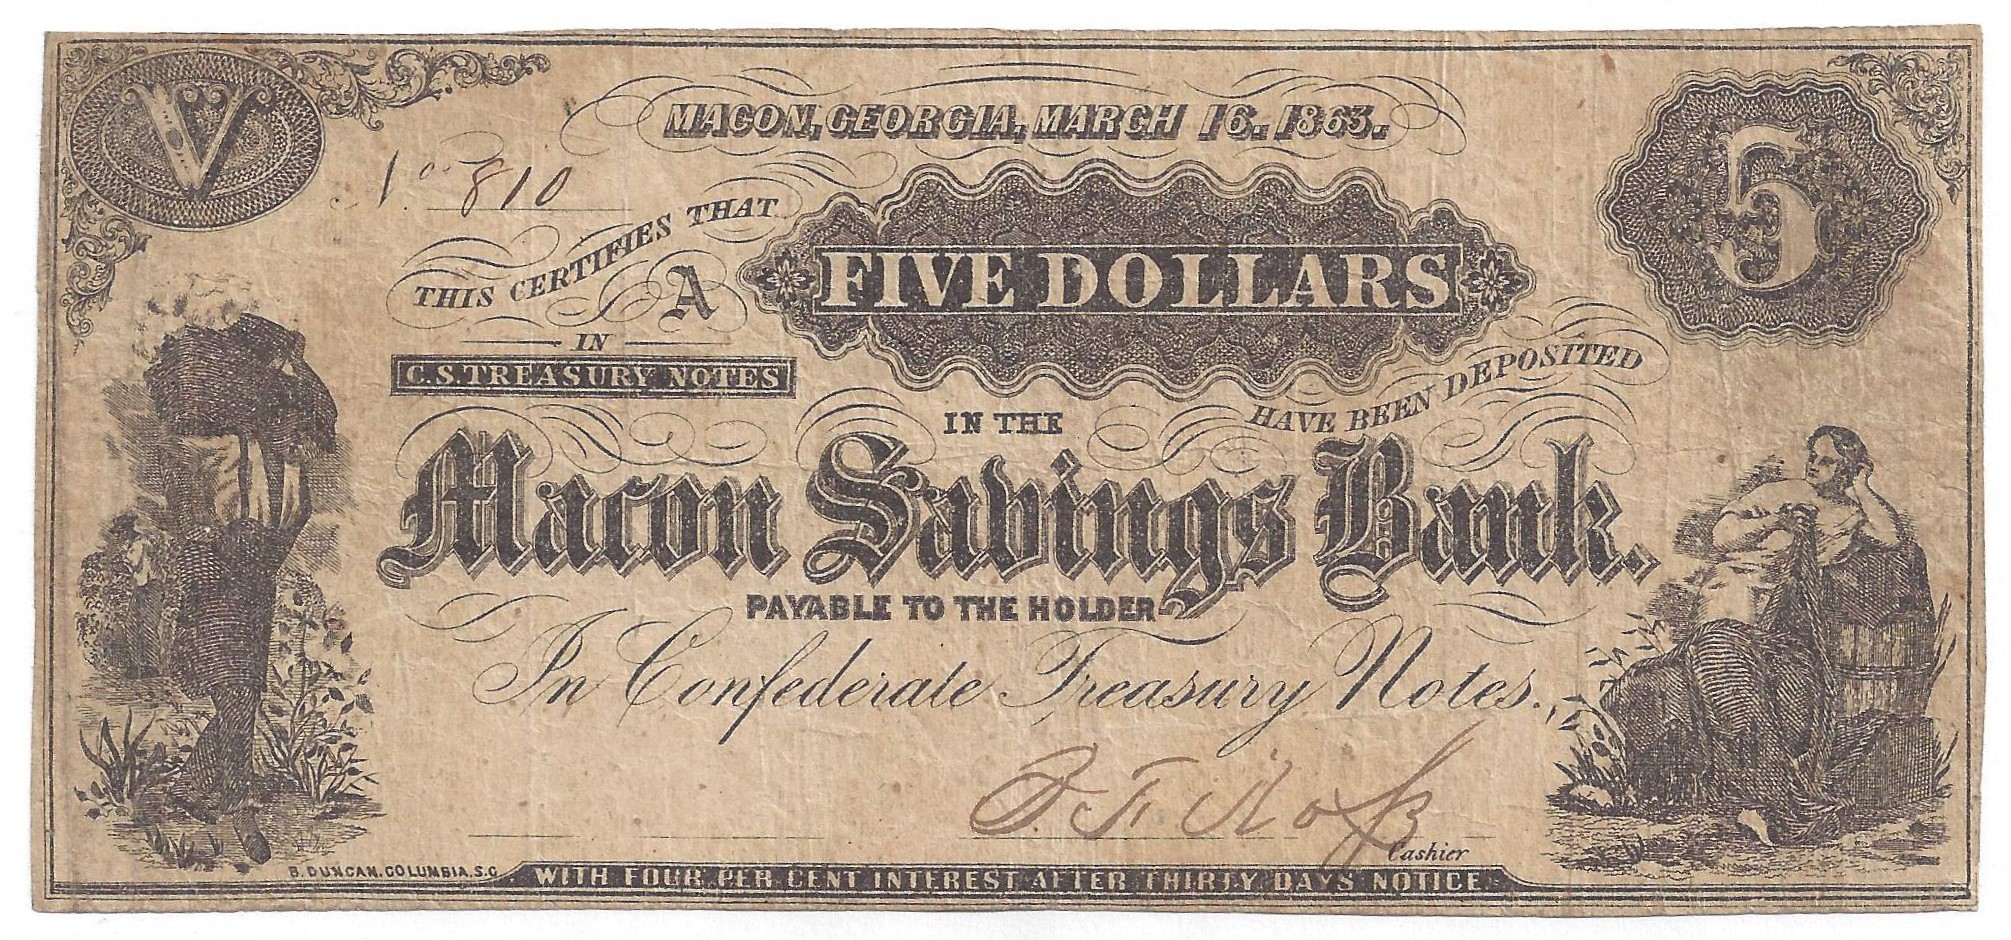 V
MACON, GEORGIA, MARCH 16. 1863.
5
No. 810
THIS CERTIFIES THAT
A
FIVE DOLLARS
IN
C.S. TREASURY NOTES
HAVE BEEN DEPOSITED
IN THE
Macon Savings Bank.
PAYABLE TO THE HOLDER
In Confederate Treasury Notes.
Cashier
B. DUNCAN. COLUMBIA. S.C.
WITH FOUR PER CENT INTEREST AFTER THIRTY DAYS NOTICE.